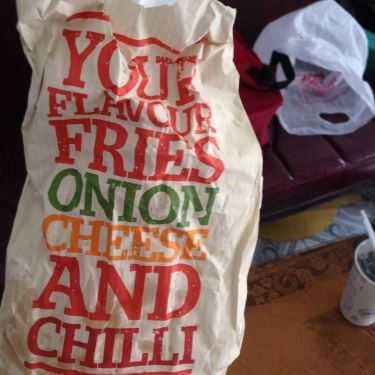 YOUR
FLAVOUR
FRIES
ONION
CHEESE
AND
CHILLI